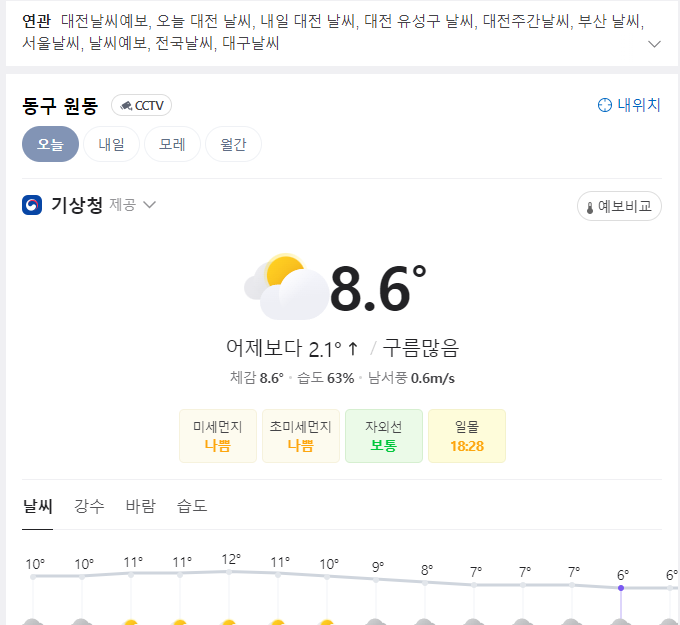 연관 대전날씨예보, 오늘 대전 날씨, 내일 대전 날씨, 대전 유성구 날씨, 대전주간날씨, 부산 날씨,
서울날씨, 날씨예보, 전국날씨, 대구날씨
동구 원동 CCTV 내위치
오늘 내일 모레 월간
기상청 제공 예보비교
8.6°
어제보다 2.1° ↑ / 구름많음
체감 8.6° · 습도 63% · 남서풍 0.6m/s
미세먼지 초미세먼지 자외선 일몰
나쁨 나쁨 보통 18:28
날씨 강수 바람 습도
10° 10° 11° 11° 12° 11° 10° 9° 8° 7° 7° 7° 6° 6°